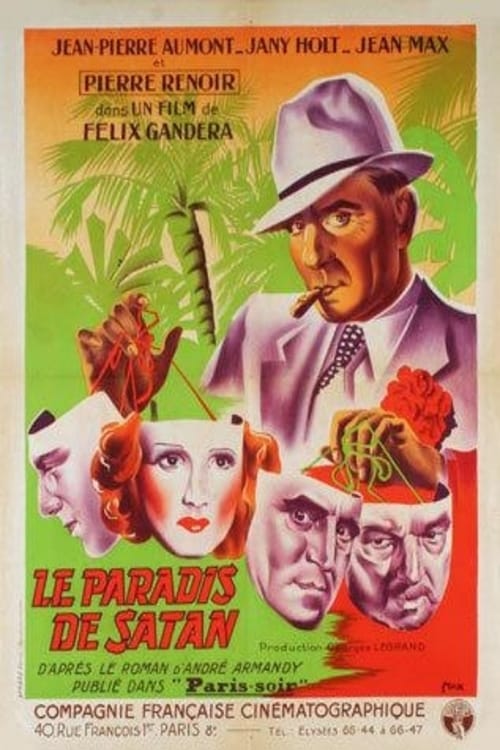 JEAN-PIERRE AUMONT... JANY HOLT... JEAN MAX
et
PIERRE RENOIR
dans UN FILM de
FELIX GANDERA
LE PARADIS
DE SATAN
Production Georges LEGRAND
D'APRÈS LE ROMAN D'ANDRÉ ARMANDY
PUBLIÉ DANS "Paris-soir"
COMPAGNIE FRANÇAISE CINÉMATOGRAPHIQUE
40, RUE FRANÇOIS 1er. PARIS 8e - TÉL: ELYSÉES 66-44 à 66-47